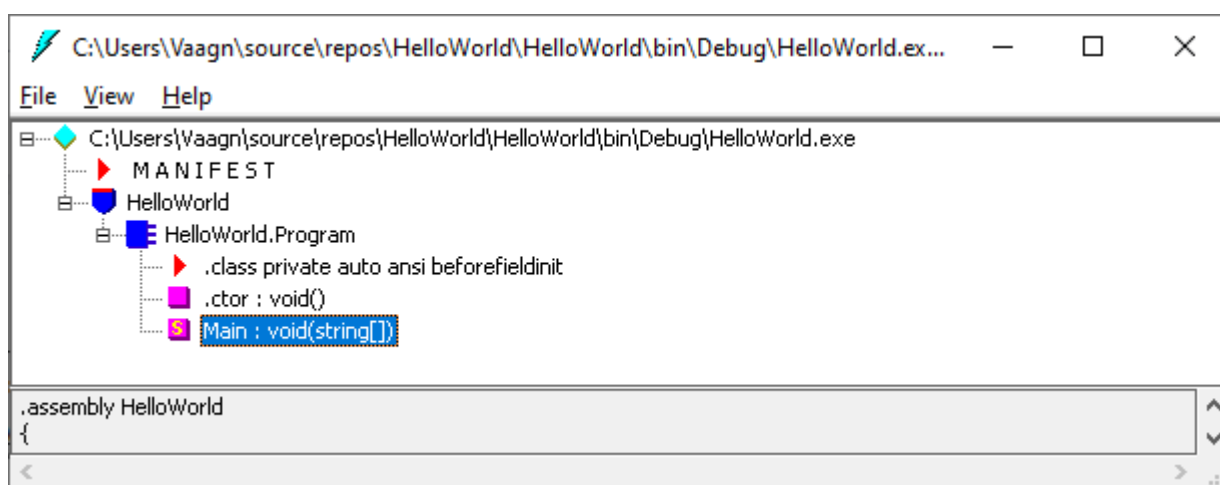 C:\Users\Vaagn\source\repos\HelloWorld\HelloWorld\bin\Debug\HelloWorld.ex...
File View Help
C:\Users\Vaagn\source\repos\HelloWorld\HelloWorld\bin\Debug\HelloWorld.exe
M A N I F E S T
HelloWorld
HelloWorld.Program
.class private auto ansi beforefieldinit
.ctor : void()
S Main : void(string[])
.assembly HelloWorld
{